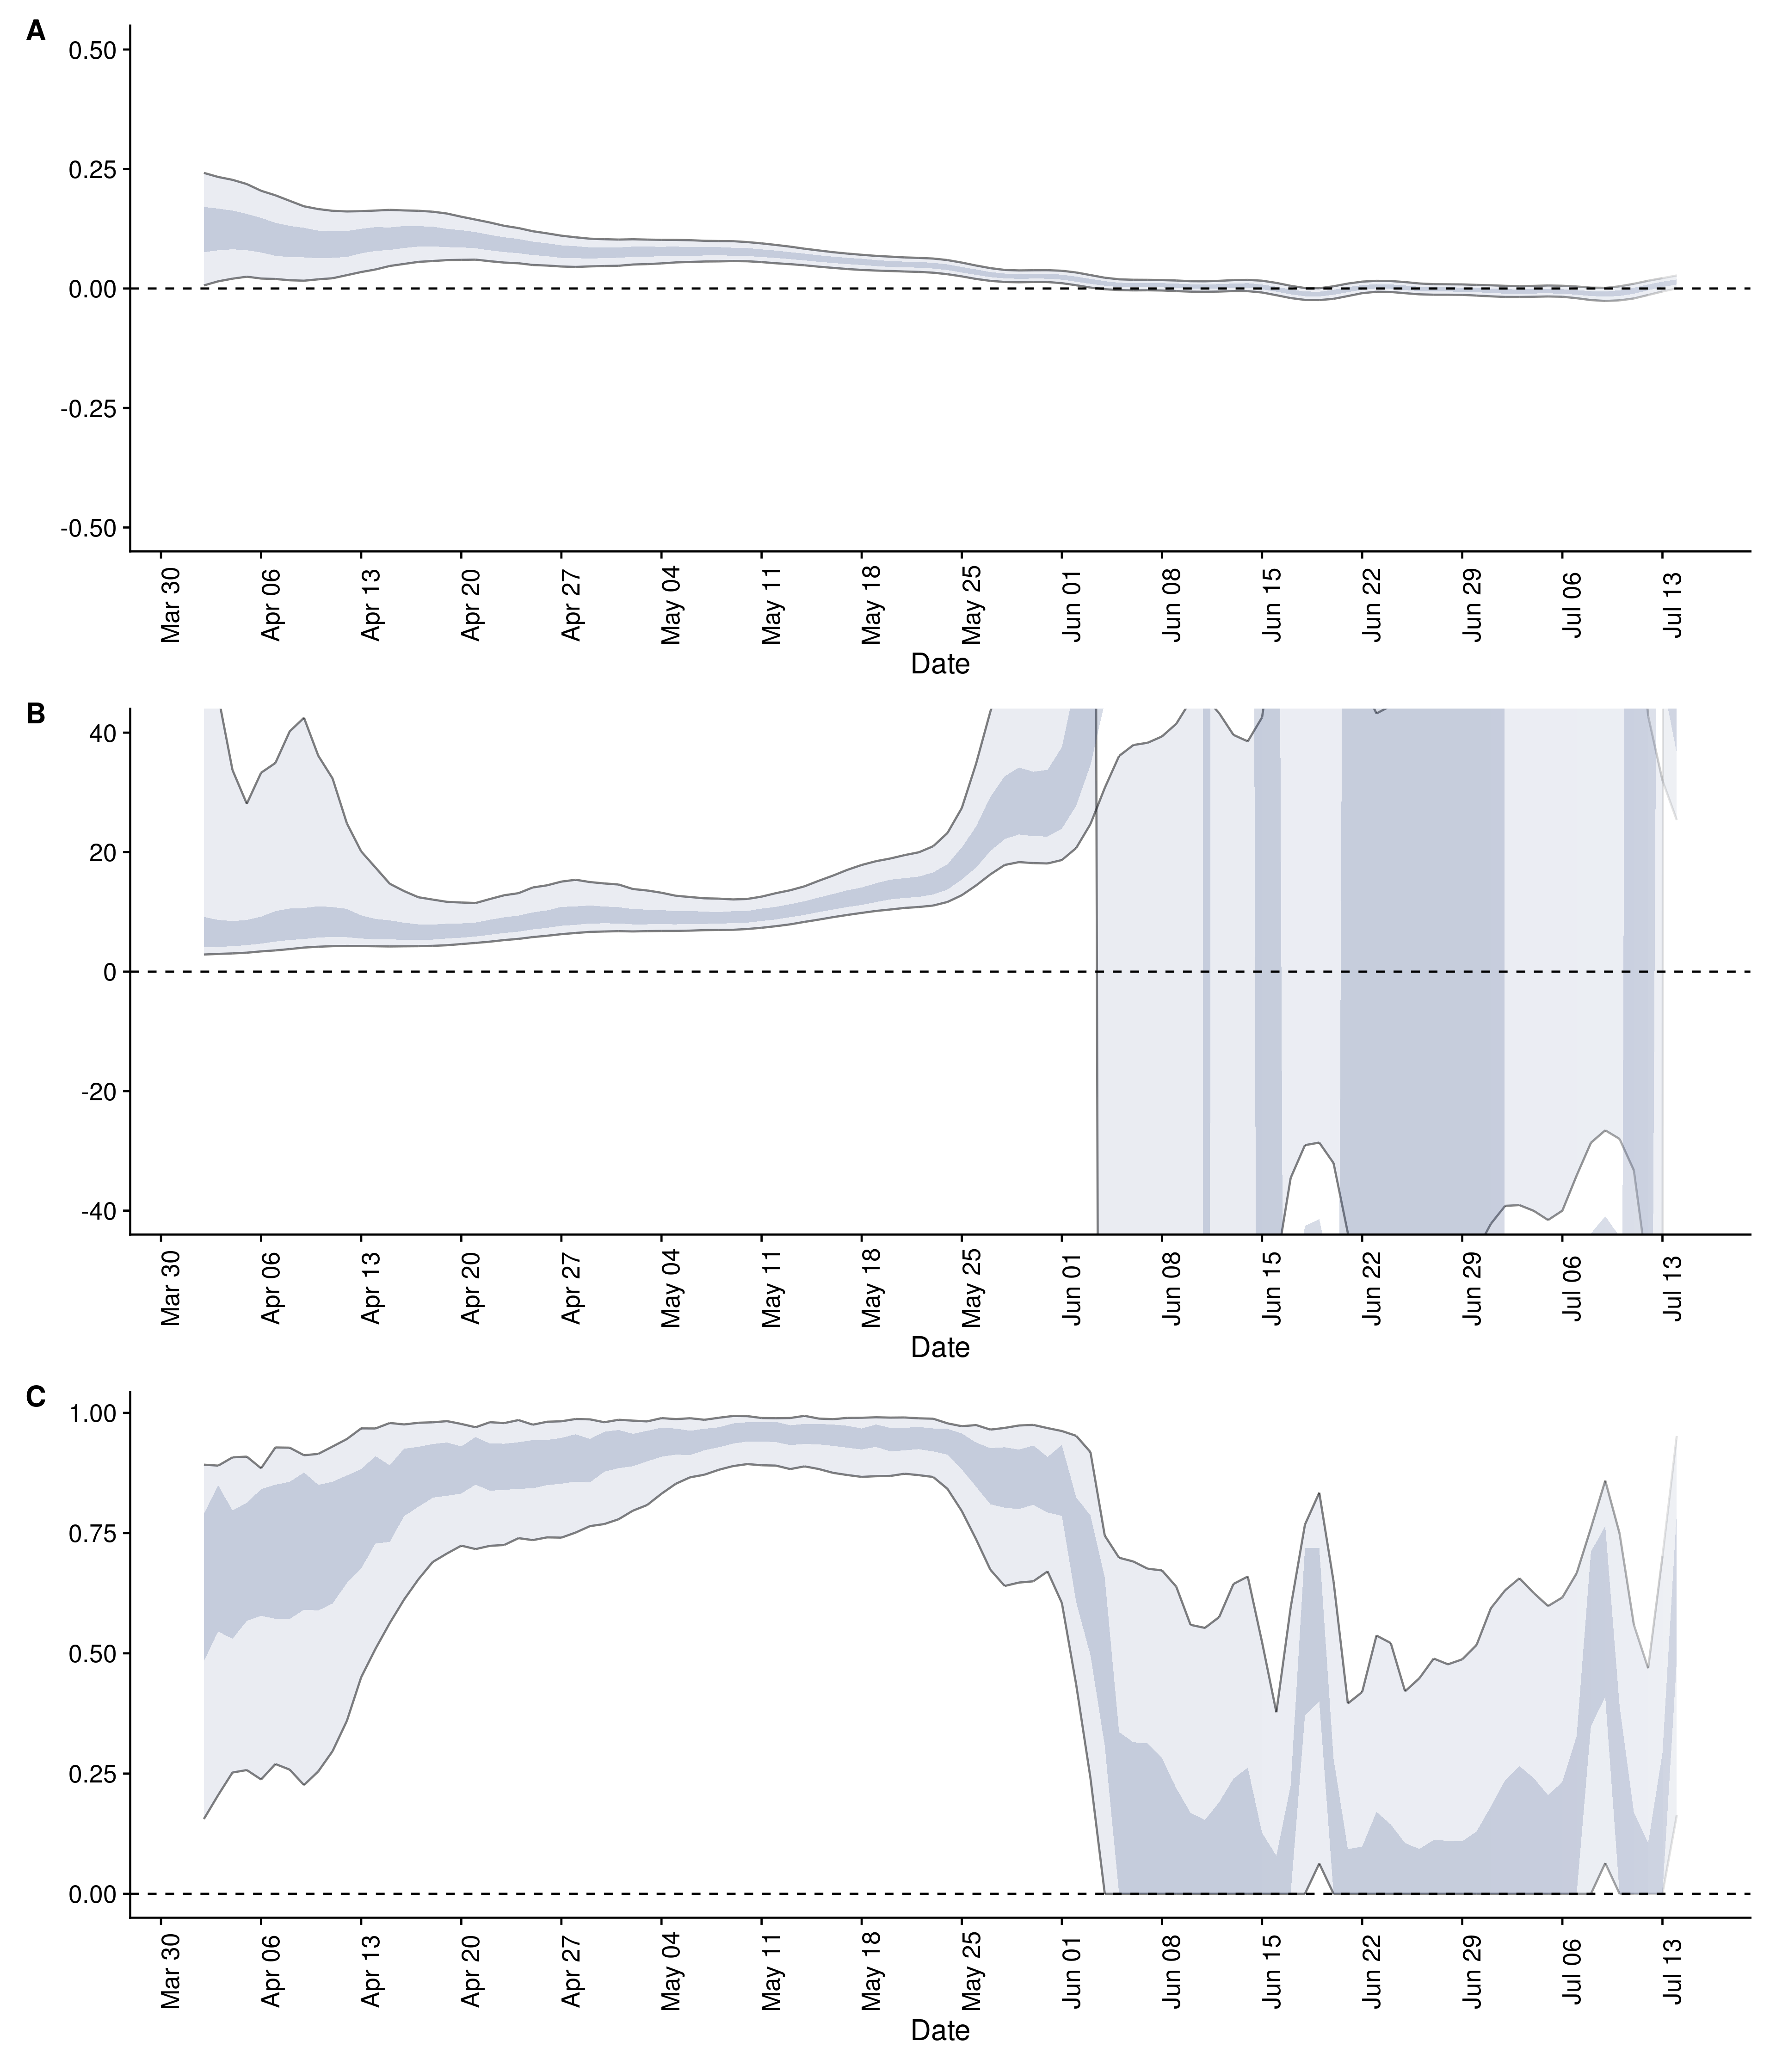 A
0.50
0.25
0.00
-0.25
-0.50
Mar 30
Apr 06
Apr 13
Apr 20
Apr 27
May 04
May 11
May 18
May 25
Jun 01
Jun 08
Jun 15
Jun 22
Jun 29
Jul 06
Jul 13
Date
B
40
20
0
-20
-40
Mar 30
Apr 06
Apr 13
Apr 20
Apr 27
May 04
May 11
May 18
May 25
Jun 01
Jun 08
Jun 15
Jun 22
Jun 29
Jul 06
Jul 13
Date
C
1.00
0.75
0.50
0.25
0.00
Mar 30
Apr 06
Apr 13
Apr 20
Apr 27
May 04
May 11
May 18
May 25
Jun 01
Jun 08
Jun 15
Jun 22
Jun 29
Jul 06
Jul 13
Date